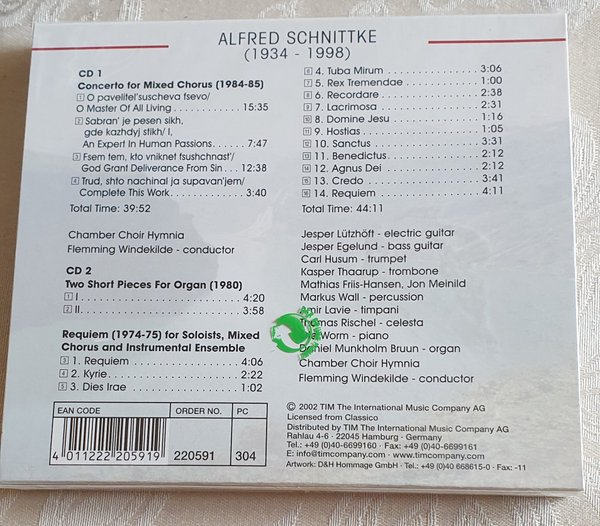 ALFRED SCHNITTKE
(1934 - 1998)
CD 1
Concerto for Mixed Chorus (1984-85)
1 O pavelitel'suscheva fsevo/
O Master Of All Living . . . . . . . . . . . . . 15:35
2 Sabran' je pesen sikh,
gde kazhdyj stikh/ I,
An Expert In Human Passions . . . . . 7:47
3 Fsem tem, kto vniknet fsushchnast'/
God Grant Deliverance From Sin . . . 12:38
4 Trud, shto nachinal ja supavan'jem/
Complete This Work . . . . . . . . . . . . . . 3:40
Total Time: 39:52
Chamber Choir Hymnia
Flemming Windekilde - conductor
CD 2
Two Short Pieces For Organ (1980)
1 I . . . . . . . . . . . . . . . . . . . . . . . . . . . . . 4:20
2 II. . . . . . . . . . . . . . . . . . . . . . . . . . . . . 3:58
Requiem (1974-75) for Soloists, Mixed
Chorus and Instrumental Ensemble
3 1. Requiem . . . . . . . . . . . . . . . . . . . 4:06
4 2. Kyrie. . . . . . . . . . . . . . . . . . . . . . . 2:22
5 3. Dies Irae . . . . . . . . . . . . . . . . . . . . 1:02
6 4. Tuba Mirum . . . . . . . . . . . . . . . . . 3:06
7 5. Rex Tremendae . . . . . . . . . . . . . . 1:00
8 6. Recordare . . . . . . . . . . . . . . . . . . 2:38
9 7. Lacrimosa . . . . . . . . . . . . . . . . . . 2:31
10 8. Domine Jesu . . . . . . . . . . . . . . . . 1:16
11 9. Hostias . . . . . . . . . . . . . . . . . . . . 1:05
12 10. Sanctus . . . . . . . . . . . . . . . . . . . 3:31
13 11. Benedictus . . . . . . . . . . . . . . . . 2:12
14 12. Agnus Dei . . . . . . . . . . . . . . . . . 2:12
15 13. Credo . . . . . . . . . . . . . . . . . . . . 3:41
16 14. Requiem . . . . . . . . . . . . . . . . . . 4:11
Total Time: 44:11
Jesper Lützhöft - electric guitar
Jesper Egelund - bass guitar
Carl Husum - trumpet
Kasper Thaarup - trombone
Mathias Friis-Hansen, Jon Meinild
Markus Wall - percussion
Amir Lavie - timpani
Thomas Rischel - celesta
Worm - piano
Daniel Munkholm Bruun - organ
Chamber Choir Hymnia
Flemming Windekilde - conductor
EAN CODE ORDER NO. PC
4 011222 205919 220591 304
© 2002 TIM The International Music Company AG
Licensed from Classico
Distributed by TIM The International Music Company AG
Rahlau 4-6 · 22045 Hamburg · Germany
Tel.: +49 (0)40-6699160 · Fax: +49 (0)40-6699161
E: info@timcompany.com · www.timcompany.com
Artwork: D&H Hommage GmbH · Tel.: +49 (0)40 668615-0 · Fax: -11